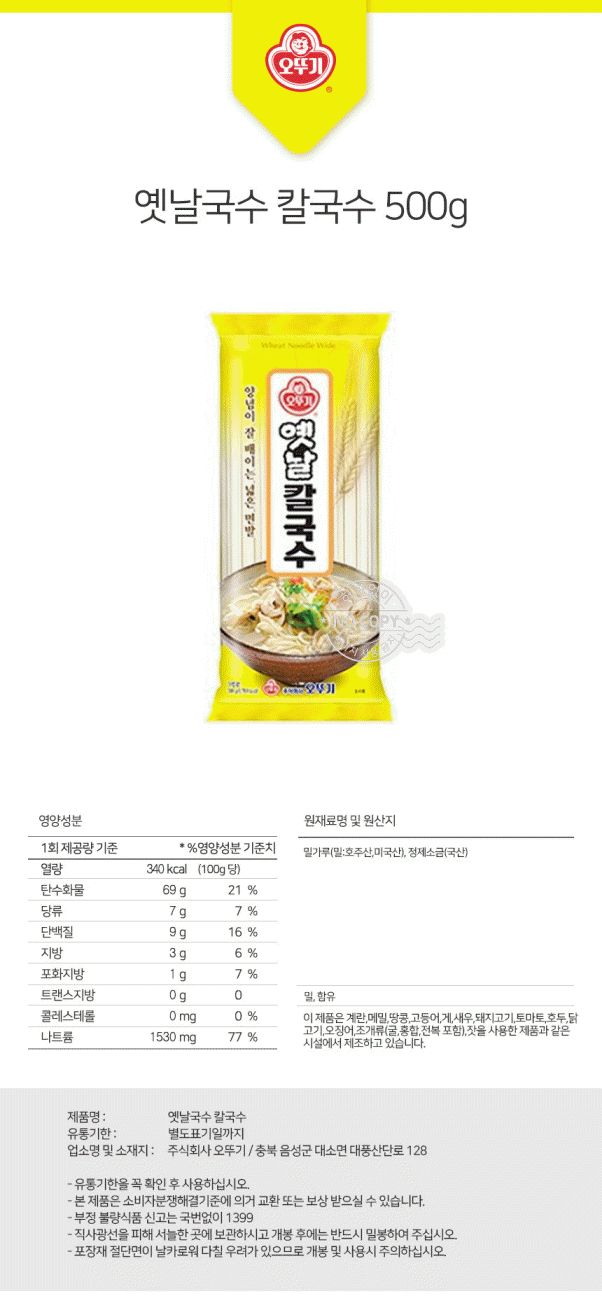 오뚜기
옛날국수 칼국수 500g
Wheat Noodle Wide
오뚜기
양념이 잘 배이는 넓은 면발
옛날칼국수
NO COPY
오뚜기
영양성분
1회 제공량 기준 * %영양성분 기준치
열량 340 kcal (100g 당)
탄수화물 69 g 21 %
당류 7 g 7 %
단백질 9 g 16 %
지방 3 g 6 %
포화지방 1 g 7 %
트랜스지방 0 g 0
콜레스테롤 0 mg 0 %
나트륨 1530 mg 77 %
원재료명 및 원산지
밀가루(밀:호주산,미국산), 정제소금(국산)
밀, 함유
이 제품은 계란,메밀,땅콩,고등어,게,새우,돼지고기,토마토,호두,닭
고기,오징어,조개류(굴,홍합,전복 포함),잣을 사용한 제품과 같은
시설에서 제조하고 있습니다.
제품명 : 옛날국수 칼국수
유통기한 : 별도표기일까지
업소명 및 소재지 : 주식회사 오뚜기 / 충북 음성군 대소면 대풍산단로 128
- 유통기한을 꼭 확인 후 사용하십시오.
- 본 제품은 소비자분쟁해결기준에 의거 교환 또는 보상 받으실 수 있습니다.
- 부정 불량식품 신고는 국번없이 1399
- 직사광선을 피해 서늘한 곳에 보관하시고 개봉 후에는 반드시 밀봉하여 주십시오.
- 포장재 절단면이 날카로워 다칠 우려가 있으므로 개봉 및 사용시 주의하십시오.